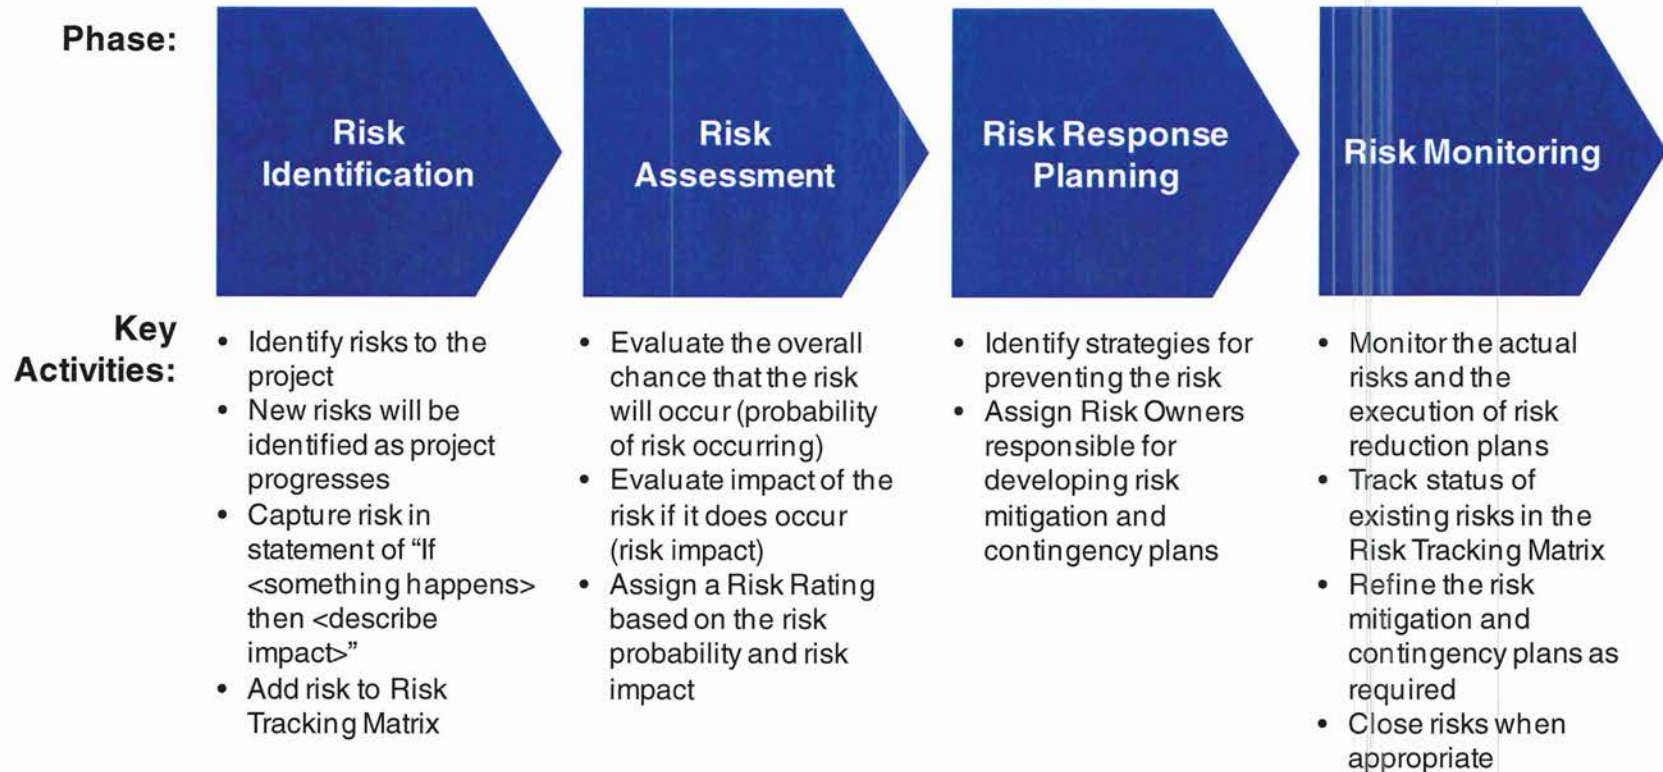 Phase:
Risk
Identification
Risk
Assessment
Risk Response
Planning
Risk Monitoring
Key
Activities:
• Identify risks to the
project
• New risks will be
identified as project
progresses
• Capture risk in
statement of “If
<something happens>
then <describe
impact>”
• Add risk to Risk
Tracking Matrix
• Evaluate the overall
chance that the risk
will occur (probability
of risk occurring)
• Evaluate impact of the
risk if it does occur
(risk impact)
• Assign a Risk Rating
based on the risk
probability and risk
impact
• Identify strategies for
preventing the risk
• Assign Risk Owners
responsible for
developing risk
mitigation and
contingency plans
• Monitor the actual
risks and the
execution of risk
reduction plans
• Track status of
existing risks in the
Risk Tracking Matrix
• Refine the risk
mitigation and
contingency plans as
required
• Close risks when
appropriate